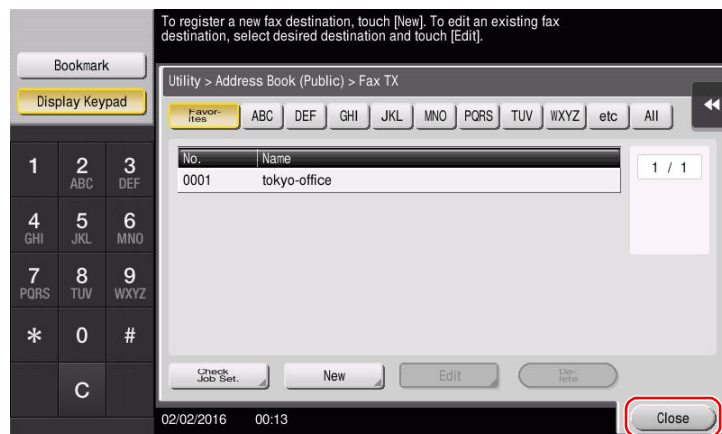 To register a new fax destination, touch [New]. To edit an existing fax
destination, select desired destination and touch [Edit].
Bookmark
Display Keypad
Utility > Address Book (Public) > Fax TX
Favor-
ites
ABC DEF GHI JKL MNO PQRS TUV WXYZ etc All
No. Name
0001 tokyo-office
1 / 1
1 2 3
ABC DEF
4 5 6
GHI JKL MNO
7 8 9
PQRS TUV WXYZ
* 0 #
C
Check
Job Set.
New
Edit
De-
lete
02/02/2016 00:13
Close